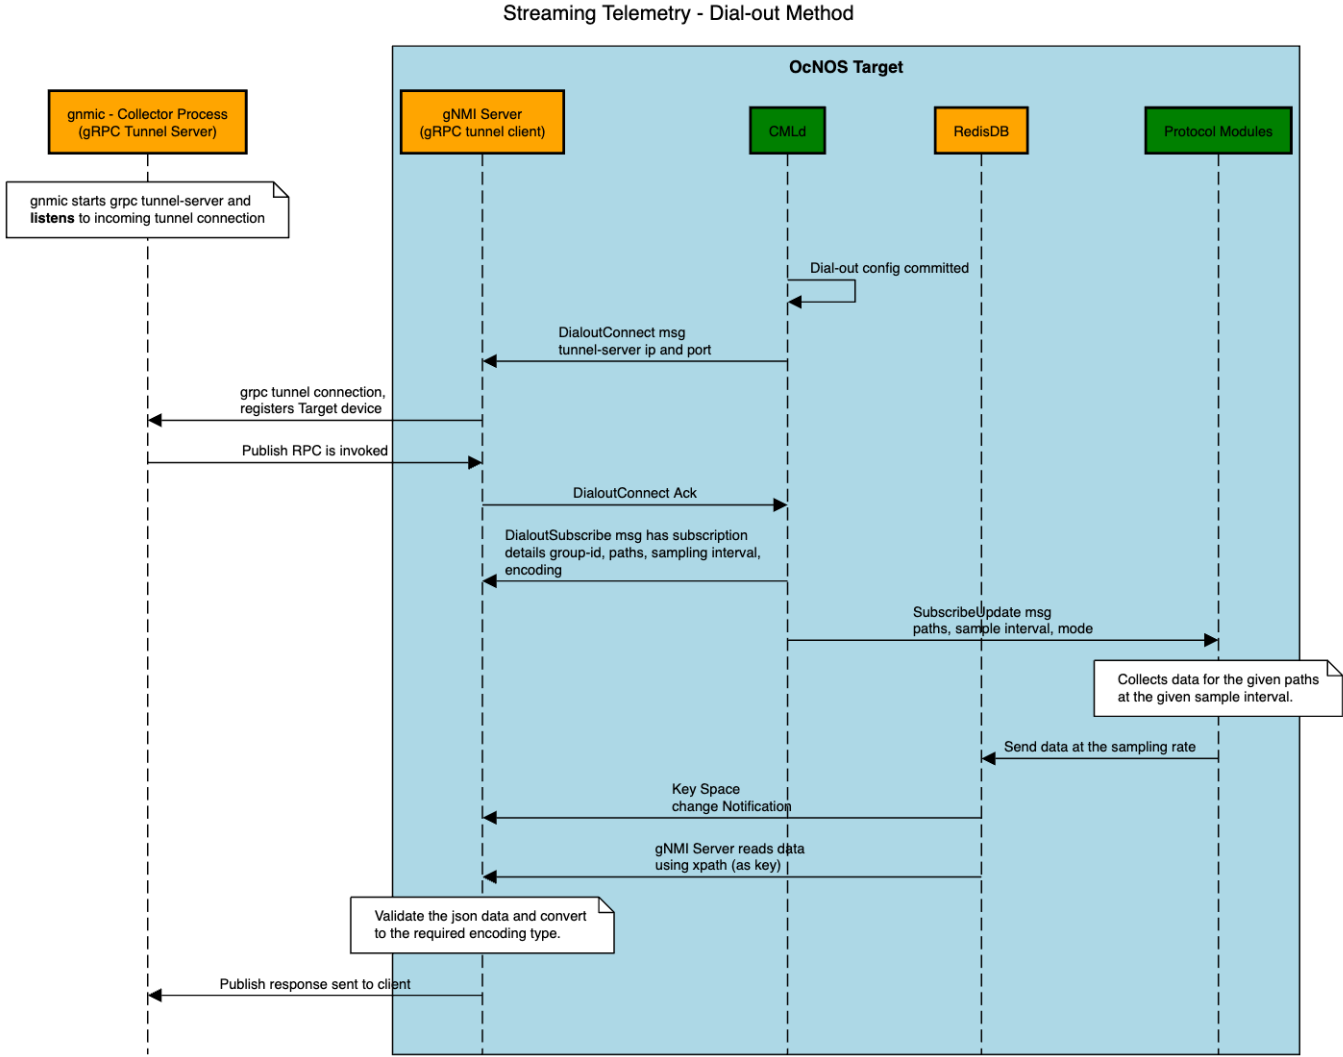 Streaming Telemetry - Dial-out Method
OcNOS Target
gnmic - Collector Process
(gRPC Tunnel Server)
gNMI Server
(gRPC tunnel client)
CMLd
RedisDB
Protocol Modules
gnmic starts grpc tunnel-server and
listens to incoming tunnel connection
Dial-out config committed
DialoutConnect msg
tunnel-server ip and port
grpc tunnel connection,
registers Target device
Publish RPC is invoked
DialoutConnect Ack
DialoutSubscribe msg has subscription
details group-id, paths, sampling interval,
encoding
SubscribeUpdate msg
paths, sample interval, mode
Collects data for the given paths
at the given sample interval.
Send data at the sampling rate
Key Space
change Notification
gNMI Server reads data
using xpath (as key)
Validate the json data and convert
to the required encoding type.
Publish response sent to client